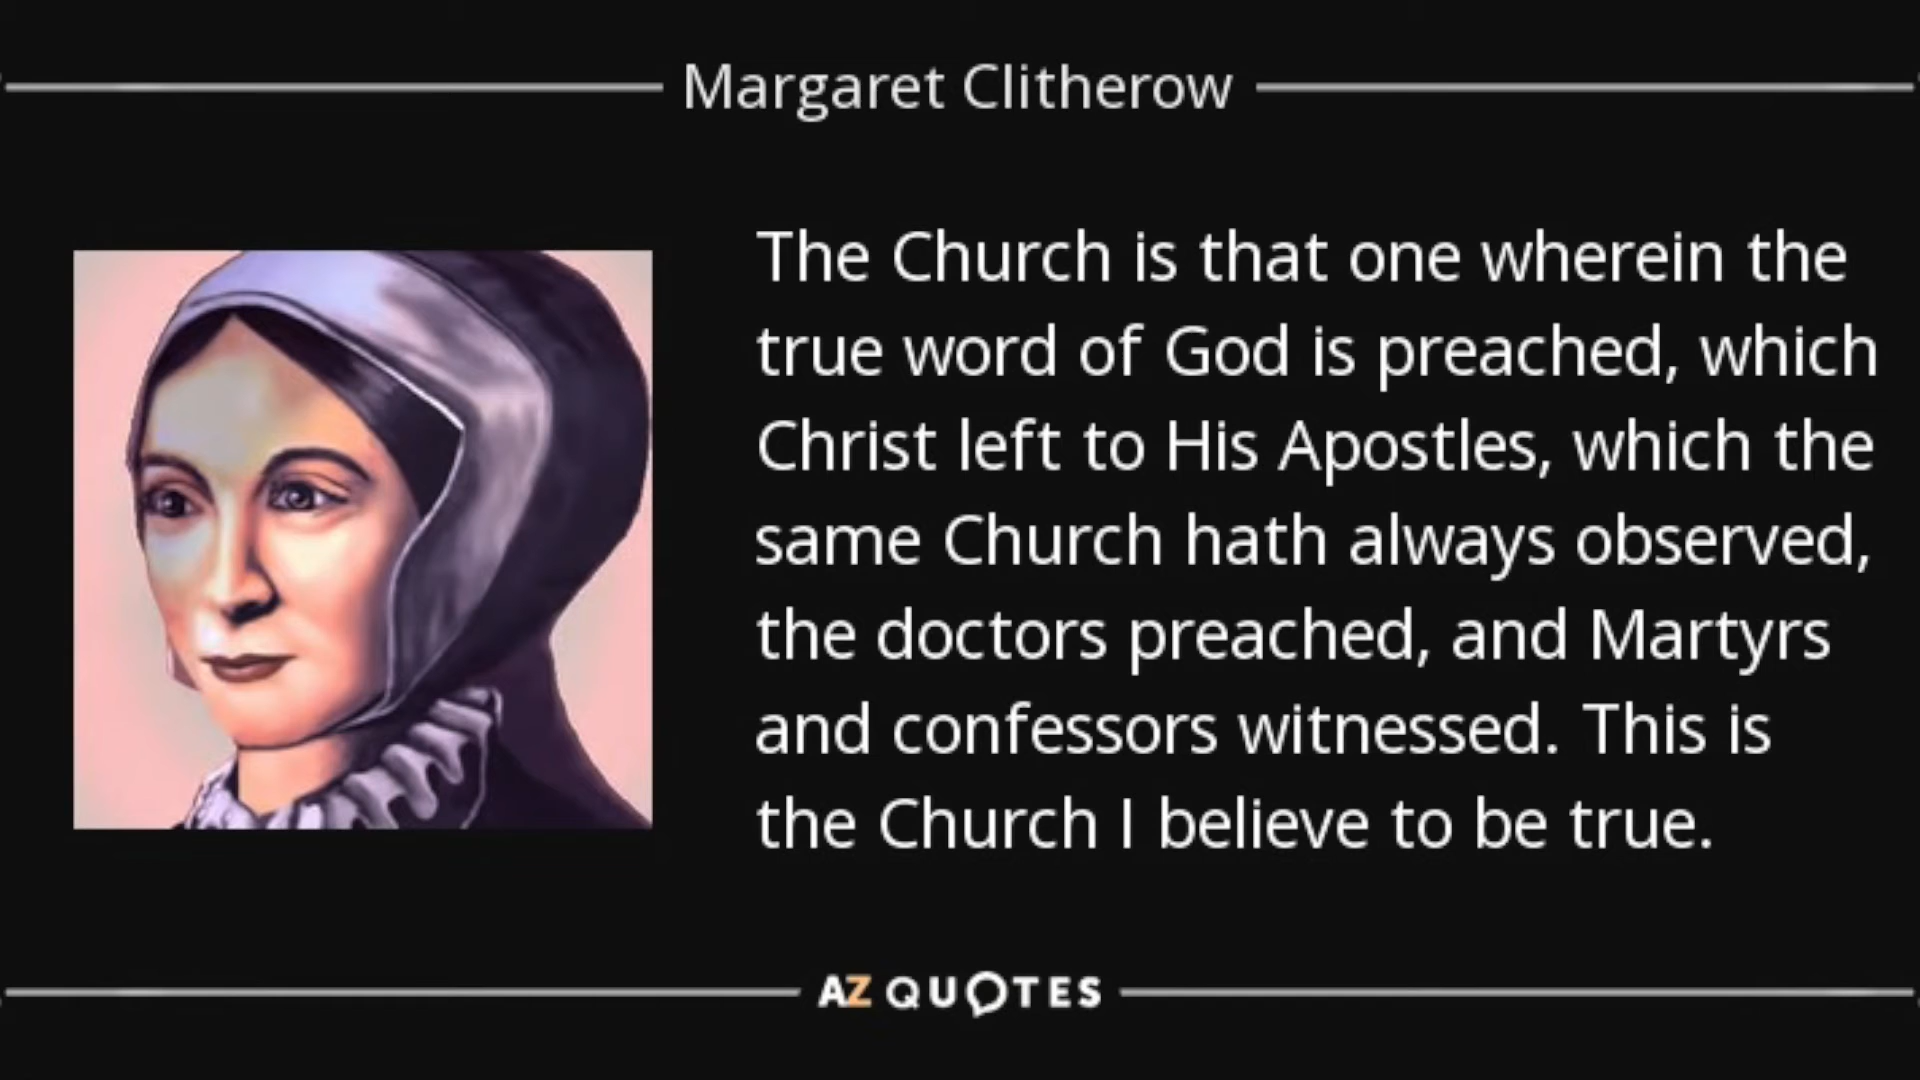 Margaret Clitherow
The Church is that one wherein the
true word of God is preached, which
Christ left to His Apostles, which the
same Church hath always observed,
the doctors preached, and Martyrs
and confessors witnessed. This is
the Church I believe to be true.
AZ QUOTES